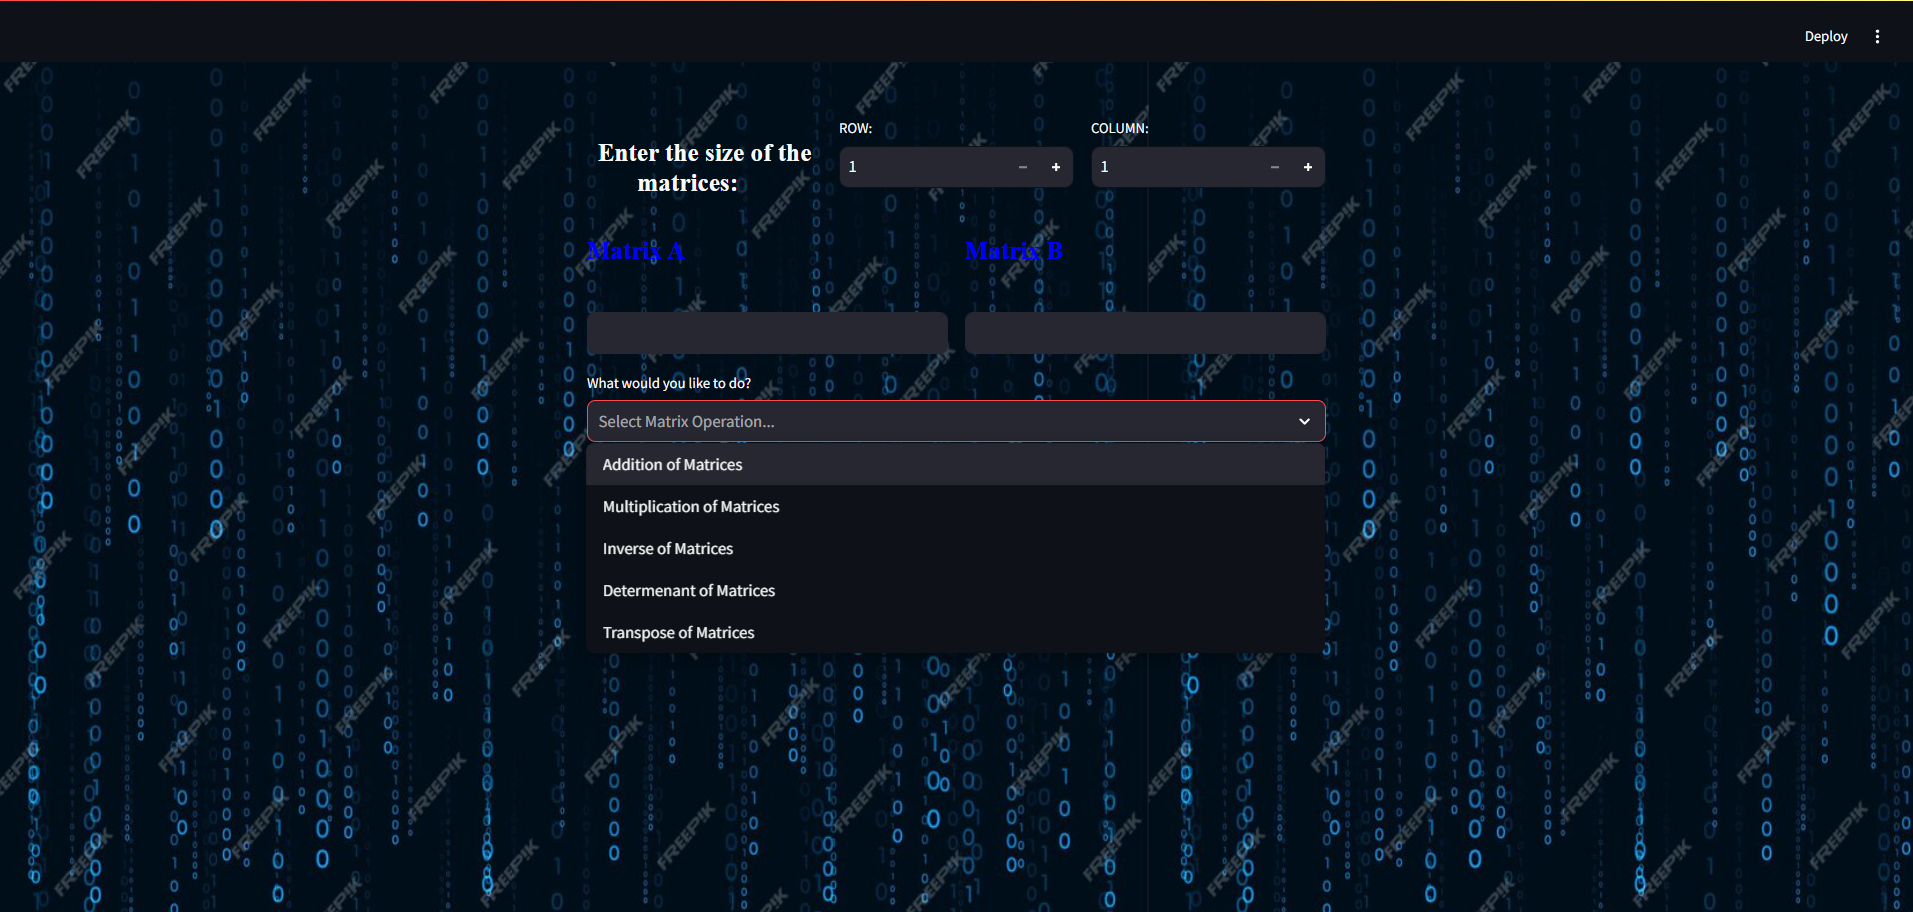 Deploy
ROW:
COLUMN:
Enter the size of the
matrices:
1
1
Matrix A
Matrix B
What would you like to do?
Select Matrix Operation...
Addition of Matrices
Multiplication of Matrices
Inverse of Matrices
Determenant of Matrices
Transpose of Matrices
FREEPIK